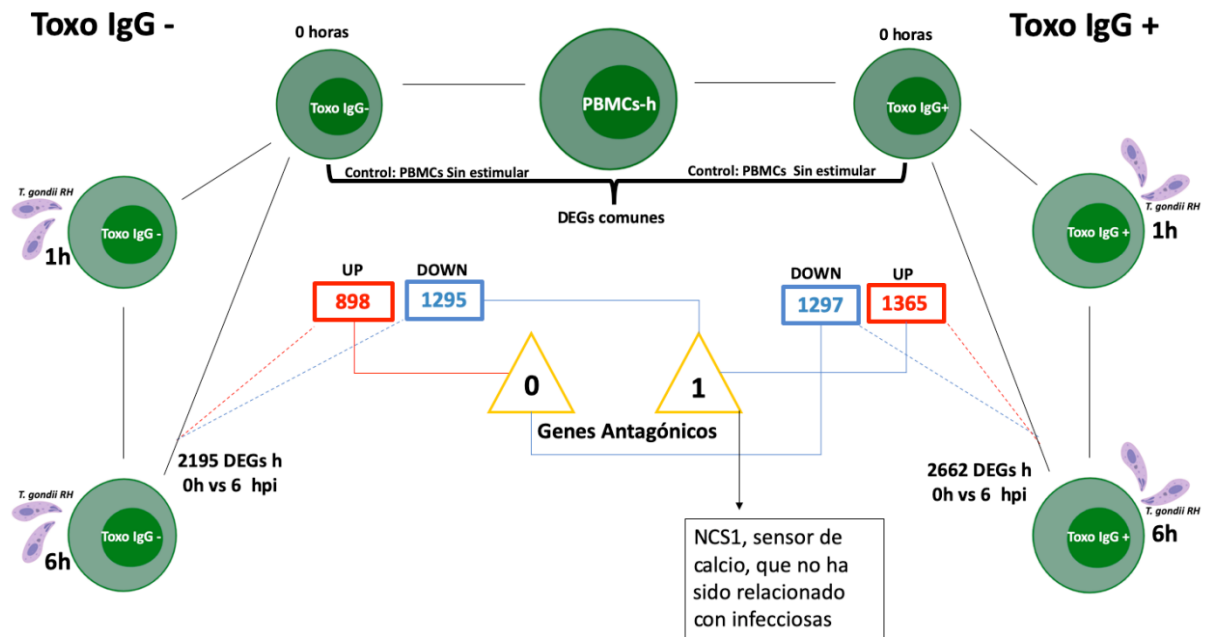 Toxo IgG -
Toxo IgG +
0 horas
0 horas
Toxo IgG-
PBMCs-h
Toxo IgG+
Control: PBMCs Sin estimular
Control: PBMCs Sin estimular
DEGs comunes
T. gondii RH
Toxo IgG -
1h
T. gondii RH
Toxo IgG +
1h
UP
DOWN
898
1295
DOWN
UP
1297
1365
0
1
Genes Antagónicos
2195 DEGs h
0h vs 6 hpi
2662 DEGs h
0h vs 6 hpi
T. gondii RH
Toxo IgG -
6h
T. gondii RH
Toxo IgG +
6h
NCS1, sensor de
calcio, que no ha
sido relacionado
con infecciosas